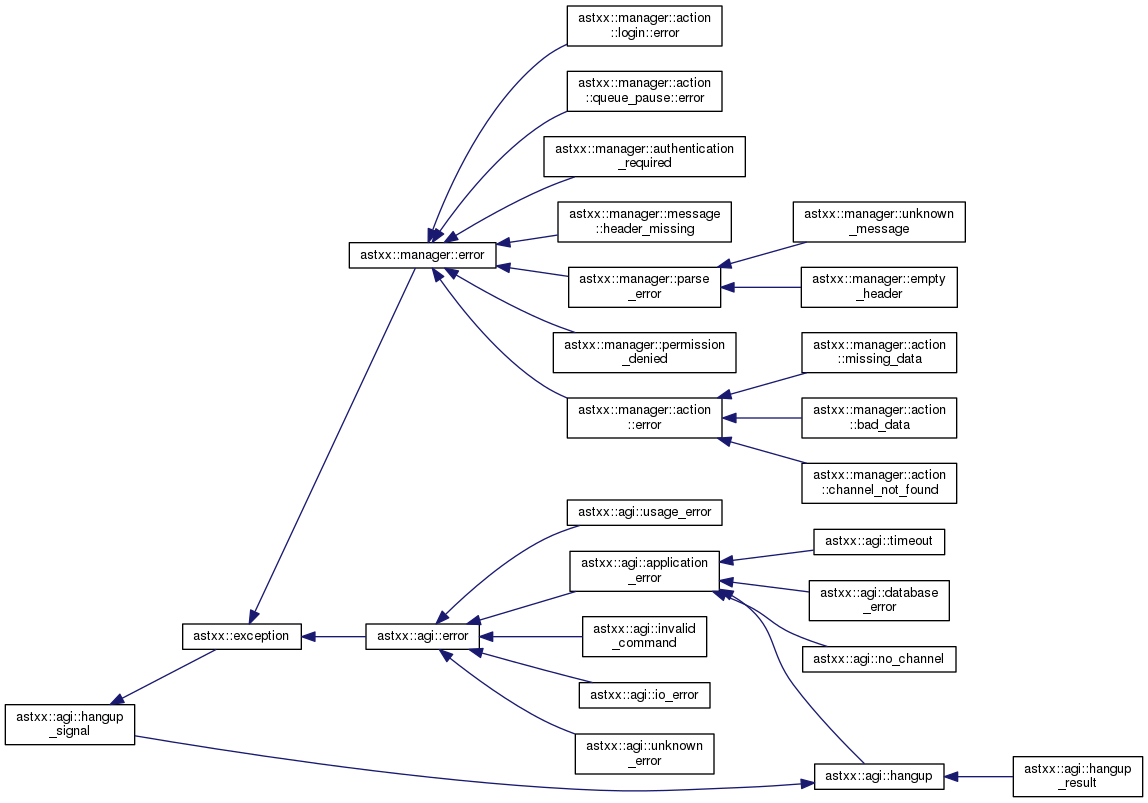 astxx::manager::action
::login::error
astxx::manager::action
::queue_pause::error
astxx::manager::authentication
_required
astxx::manager::message
::header_missing
astxx::manager::unknown
_message
astxx::manager::error
astxx::manager::parse
_error
astxx::manager::empty
_header
astxx::manager::permission
_denied
astxx::manager::action
::missing_data
astxx::manager::action
::error
astxx::manager::action
::bad_data
astxx::manager::action
::channel_not_found
astxx::agi::usage_error
astxx::agi::timeout
astxx::agi::application
_error
astxx::agi::database
_error
astxx::exception
astxx::agi::error
astxx::agi::invalid
_command
astxx::agi::no_channel
astxx::agi::io_error
astxx::agi::hangup
_signal
astxx::agi::unknown
_error
astxx::agi::hangup
astxx::agi::hangup
_result